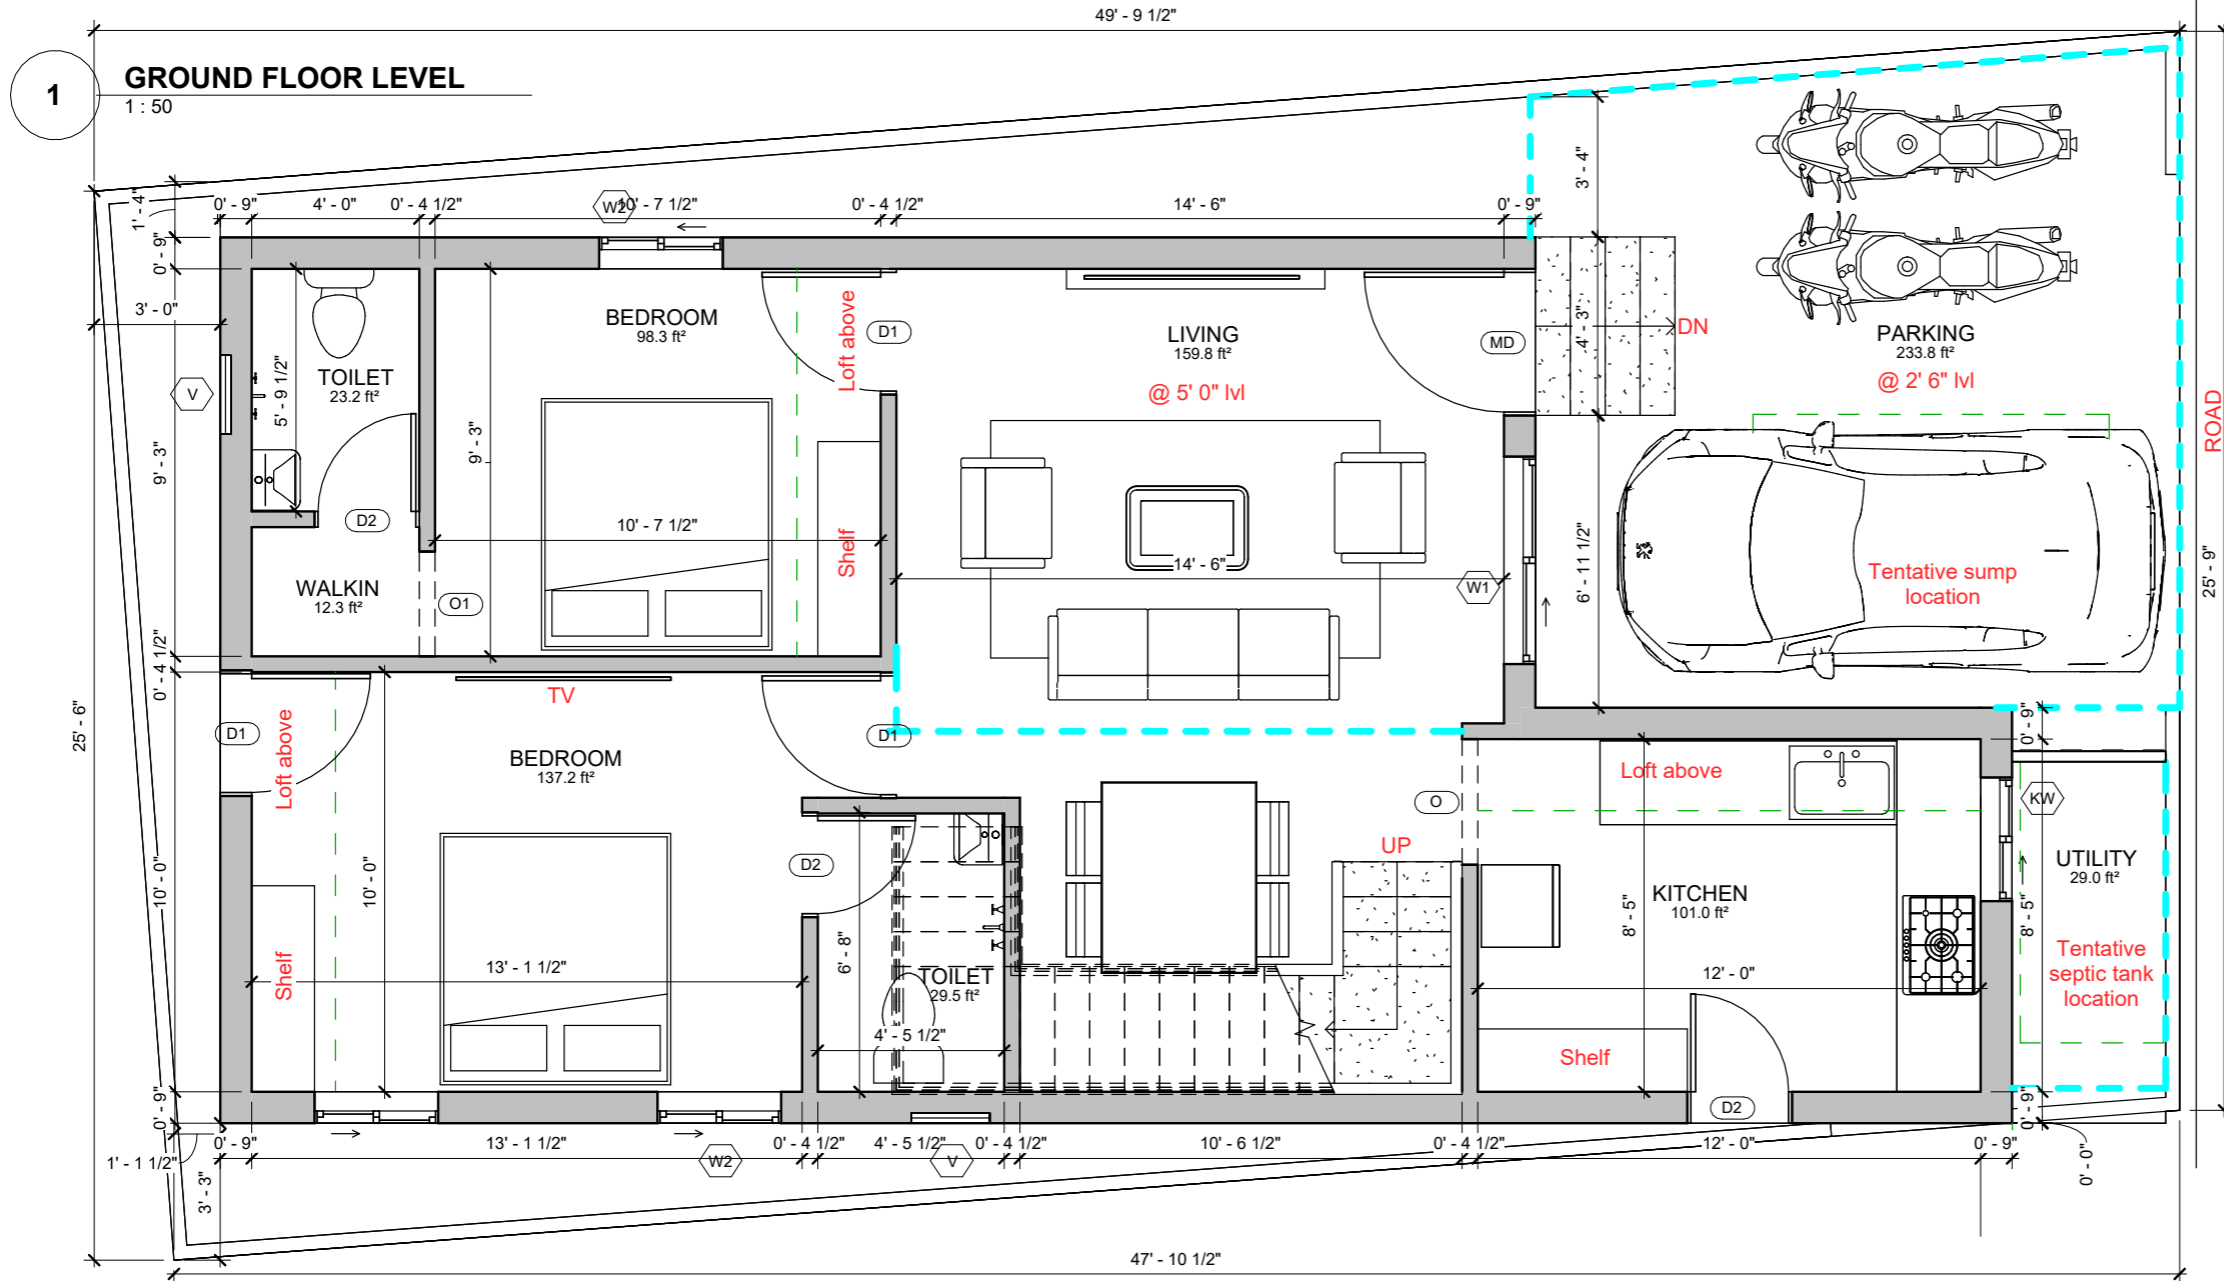 49' - 9 1/2"
1
GROUND FLOOR LEVEL
1 : 50
1' - 4"
0' - 9"
4' - 0"
0' - 4 1/2"
W2
10' - 7 1/2"
0' - 4 1/2"
14' - 6"
0' - 9"
3' - 4"
0' - 9"
3' - 0"
BEDROOM
98.3 ft²
Loft above
D1
LIVING
159.8 ft²
@ 5' 0" lvl
MD
4' - 3"
DN
PARKING
233.8 ft²
@ 2' 6" lvl
ROAD
V
5' - 9 1/2"
TOILET
23.2 ft²
9' - 3"
9' - 3"
D2
10' - 7 1/2"
Shelf
14' - 6"
W1
6' - 11 1/2"
Tentative sump
location
25' - 9"
WALKIN
12.3 ft²
O1
0' - 4 1/2"
25' - 6"
TV
D1
Loft above
D1
BEDROOM
137.2 ft²
O
Loft above
0' - 9"
KW
UP
D2
10' - 0"
10' - 0"
KITCHEN
101.0 ft²
UTILITY
29.0 ft²
8' - 5"
8' - 5"
Shelf
13' - 1 1/2"
6' - 8"
TOILET
29.5 ft²
4' - 5 1/2"
12' - 0"
Tentative
septic tank
location
Shelf
D2
0' - 9"
0' - 9"
0' - 9"
13' - 1 1/2"
W2
0' - 4 1/2"
4' - 5 1/2"
V
0' - 4 1/2"
10' - 6 1/2"
0' - 4 1/2"
12' - 0"
0' - 9"
0' - 0"
1' - 1 1/2"
3' - 3"
47' - 10 1/2"